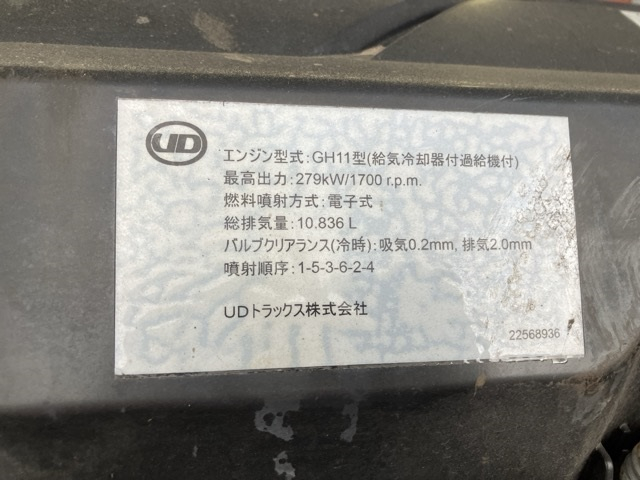 UD
エンジン型式:GH11型(給気冷却器付過給機付)
最高出力:279kW/1700 r.p.m.
燃料噴射方式:電子式
総排気量:10.836 L
バルブクリアランス(冷時):吸気0.2mm, 排気2.0mm
噴射順序:1-5-3-6-2-4
UDトラックス株式会社
22568936